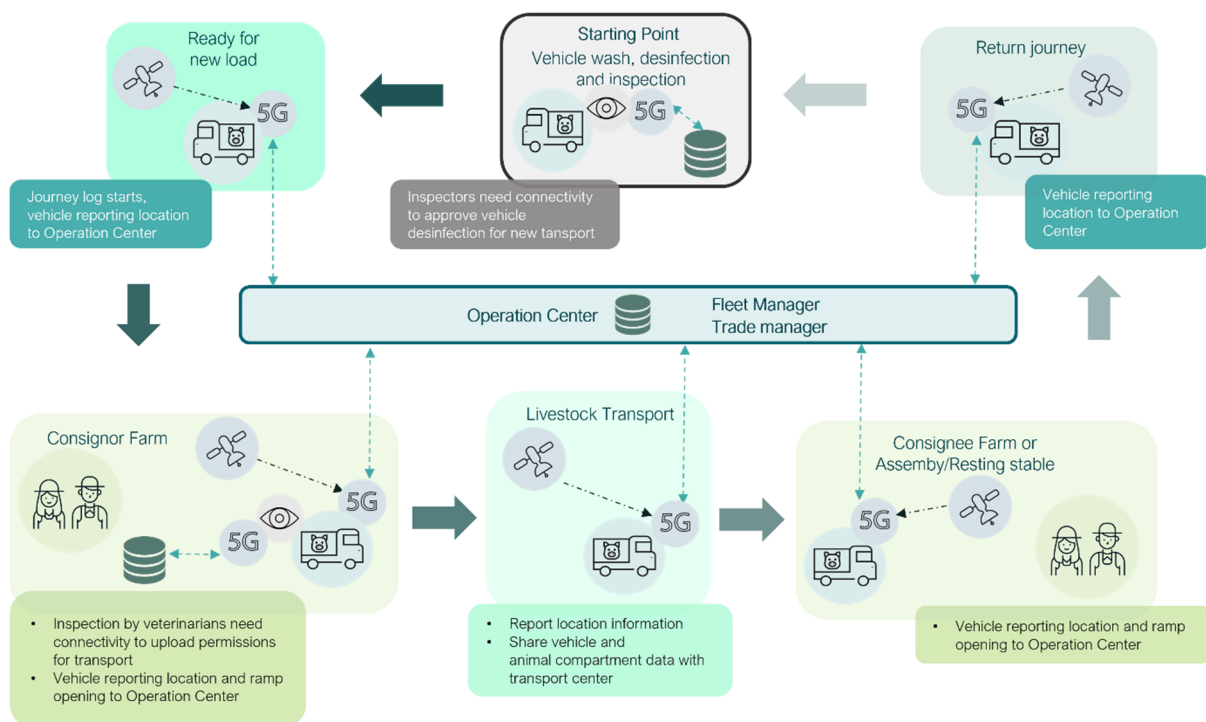 Ready for
new load
5G
Journey log starts,
vehicle reporting location
to Operation Center
Starting Point
Vehicle wash, desinfection
and inspection
5G
Inspectors need connectivity
to approve vehicle
desinfection for new tansport
Return journey
5G
Vehicle reporting
location to Operation
Center
Operation Center
Fleet Manager
Trade manager
Consignor Farm
5G
5G
• Inspection by veterinarians need
connectivity to upload permissions
for transport
• Vehicle reporting location and ramp
opening to Operation Center
Livestock Transport
5G
• Report location information
• Share vehicle and
animal compartment data with
transport center
Consignee Farm or
Assemby/Resting stable
5G
• Vehicle reporting location and ramp
opening to Operation Center